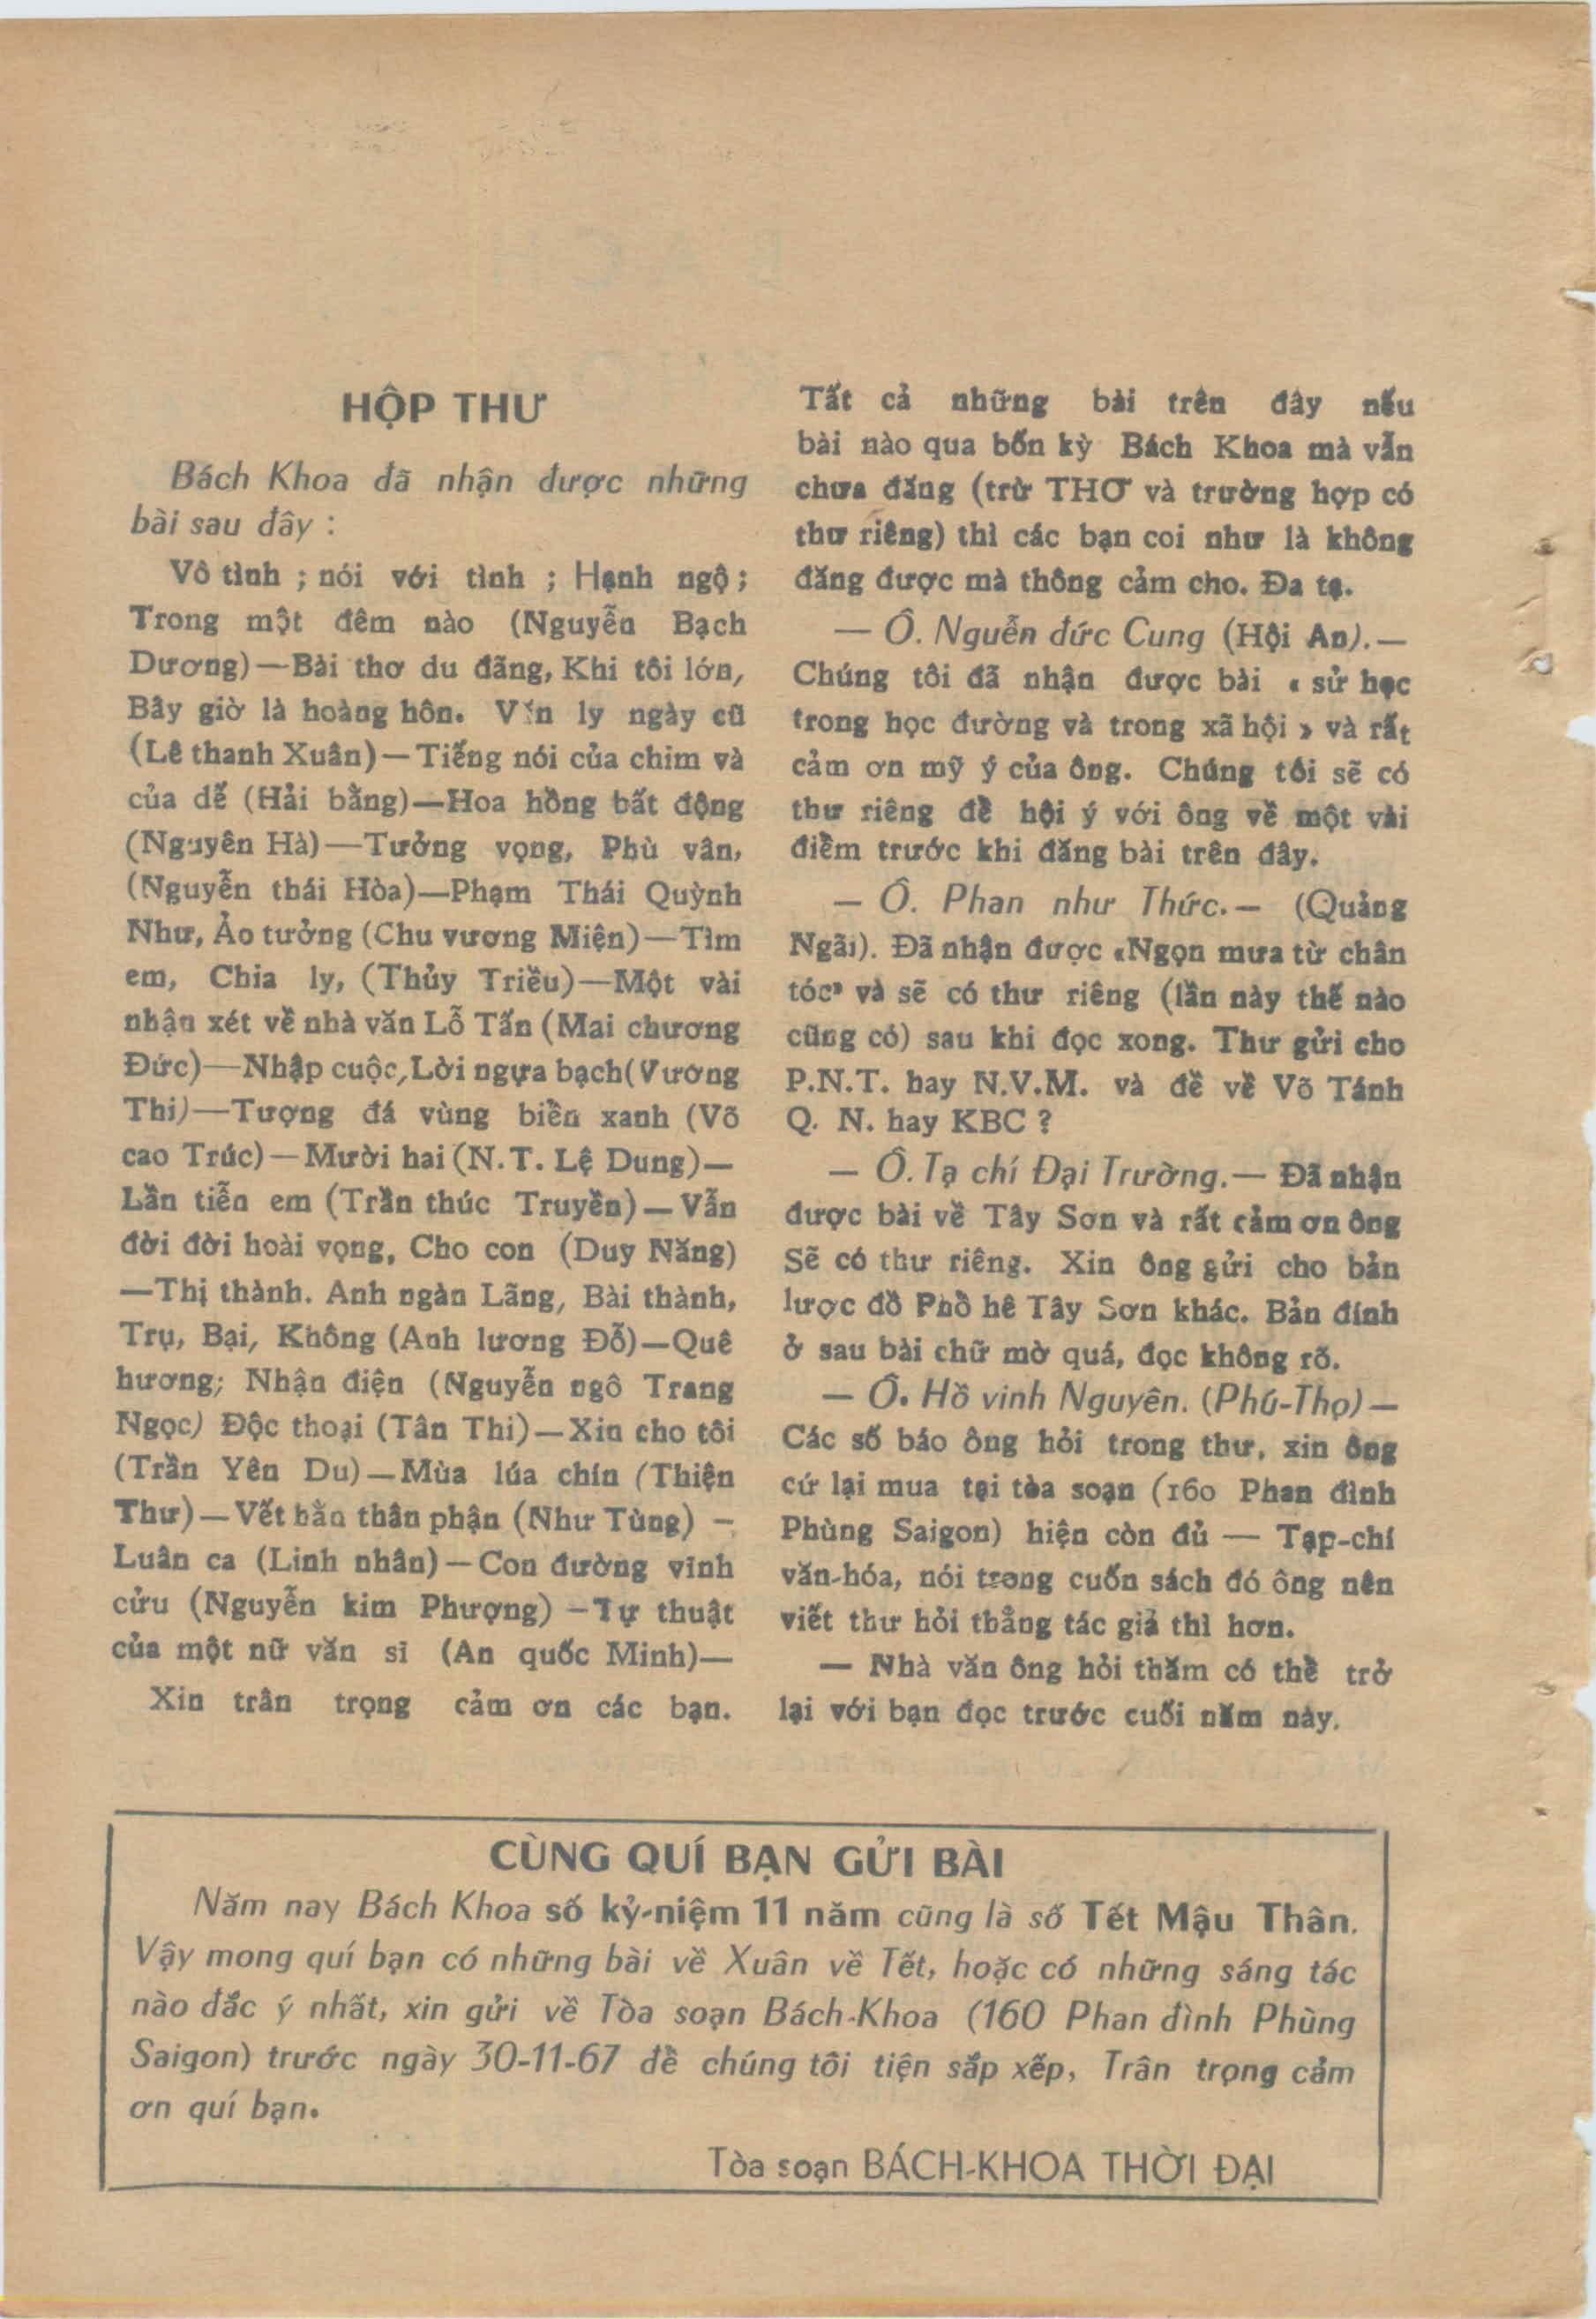 HỘP THƯ
Bách Khoa đã nhận được những
bài sau đây :
Vô tình ; nói với tình ; Hạnh ngộ ;
Trong một đêm nào (Nguyễn Bạch
Dương)—Bài thơ du đãng, Khi tôi lớn,
Bây giờ là hoàng hôn. ly ngày cũ
(Lê thanh Xuân)—Tiếng nói của chim và
của dế (Hải bằng)—Hoa hồng bất động
(Nguyên Hà)—Tưởng vọng, Phù vân,
(Nguyễn thái Hòa)—Phạm Thái Quỳnh
Như, Ảo tưởng (Chu vương Miện)—Tìm
em, Chia ly, (Thủy Triều)—Một vài
nhận xét về nhà văn Lỗ Tấn (Mai chương
Đức)—Nhập cuộc, Lời ngựa bạch (Vương
Thi)—Tượng đá vùng biển xanh (Võ
cao Trúc)—Mười hai (N.T. Lệ Dung)—
Lần tiễn em (Trần thúc Truyền)—Vẫn
đời đời hoài vọng, Cho con (Duy Năng)
—Thị thành. Anh ngàn Lãng, Bài thành,
Trụ, Bại, Không (Anh lương Đỗ)—Quê
hương; Nhận điện (Nguyễn ngô Trang
Ngọc) Độc thoại (Tân Thi)—Xin cho tôi
(Trần Yên Du)—Mùa lúa chín (Thiện
Thư)—Vết hằn thân phận (Như Tùng) —
Luân ca (Linh nhân)—Con đường vĩnh
cửu (Nguyễn kim Phượng) —Tự thuật
của một nữ văn sĩ (An quốc Minh)—
Xin trân trọng cảm ơn các bạn.
Tất cả những bài trên đây nếu
bài nào qua bốn kỳ Bách Khoa mà vẫn
chưa đăng (trừ THƠ và trường hợp có
thư riêng) thì các bạn coi như là không
đăng được mà thông cảm cho. Đa tạ.
— Ô. Nguễn đức Cung (Hội An).—
Chúng tôi đã nhận được bài « sử học
trong học đường và trong xã hội » và rất
cảm ơn mỹ ý của ông. Chúng tôi sẽ có
thư riêng để hội ý với ông về một vài
điểm trước khi đăng bài trên đây.
— Ô. Phan như Thức.— (Quảng
Ngãi). Đã nhận được «Ngọn mưa từ chân
tóc» và sẽ có thư riêng (lần này thế nào
cũng có) sau khi đọc xong. Thư gửi cho
P.N.T. hay N.V.M. và đề về Võ Tánh
Q. N. hay KBC ?
— Ô. Tạ chí Đại Trường.— Đã nhận
được bài về Tây Sơn và rất cảm ơn ông
Sẽ có thư riêng. Xin ông gửi cho bản
lược đồ Phổ hê Tây Sơn khác. Bản đính
ở sau bài chữ mờ quá, đọc không rõ.
— Ô. Hồ vinh Nguyên. (Phú-Thọ)—
Các số báo ông hỏi trong thư, xin ông
cứ lại mua tại tòa soạn (160 Phan đình
Phùng Saigon) hiện còn đủ — Tạp-chí
văn-hóa, nói trong cuốn sách đó ông nên
viết thư hỏi thẳng tác giả thì hơn.
— Nhà văn ông hỏi thăm có thể trở
lại với bạn đọc trước cuối năm này.
CÙNG QUÍ BẠN GỬI BÀI
Năm nay Bách Khoa số kỷ-niệm 11 năm cũng là số Tết Mậu Thân.
Vậy mong quí bạn có những bài về Xuân về Tết, hoặc có những sáng tác
nào đắc ý nhất, xin gửi về Tòa soạn Bách-Khoa (160 Phan đình Phùng
Saigon) trước ngày 30-11-67 để chúng tôi tiện sắp xếp, Trân trọng cảm
ơn quí bạn.
Tòa soạn BÁCH-KHOA THỜI ĐẠI